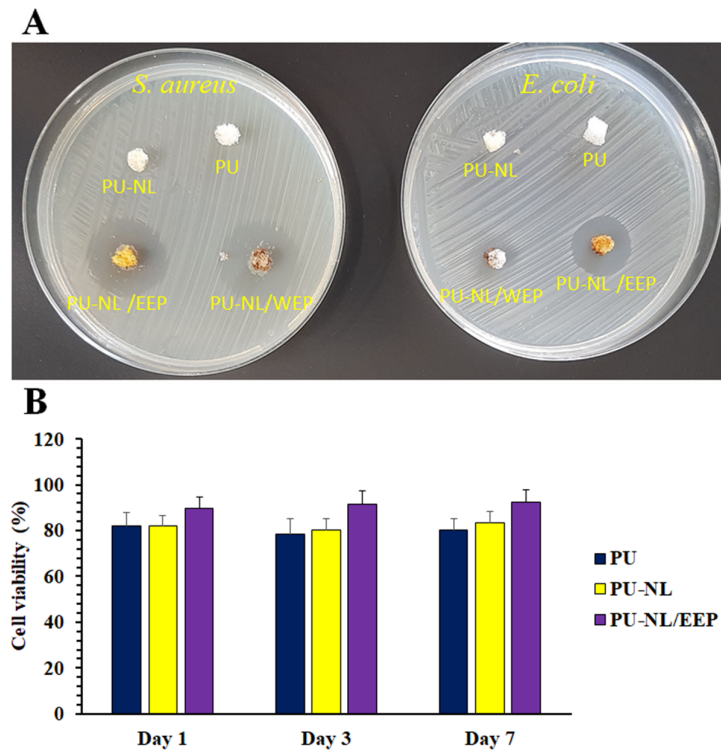 A
S. aureus
E. coli
PU-NL
PU
PU-NL
PU
PU-NL /EEP
PU-NL/WEP
PU-NL/WEP
PU-NL /EEP
B
120
100
80
60
40
20
0
Cell viability (%)
Day 1
Day 3
Day 7
PU
PU-NL
PU-NL/EEP